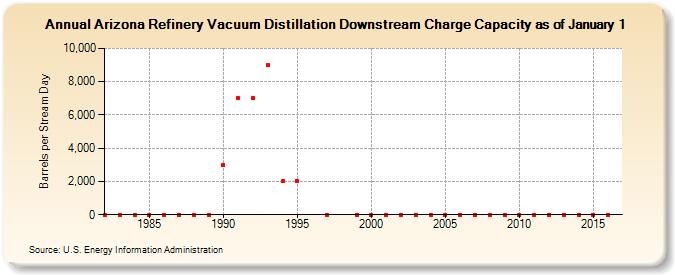 Annual Arizona Refinery Vacuum Distillation Downstream Charge Capacity as of January 1
Barrels per Stream Day
10,000
8,000
6,000
4,000
2,000
0
1985 1990 1995 2000 2005 2010 2015
Source: U.S. Energy Information Administration